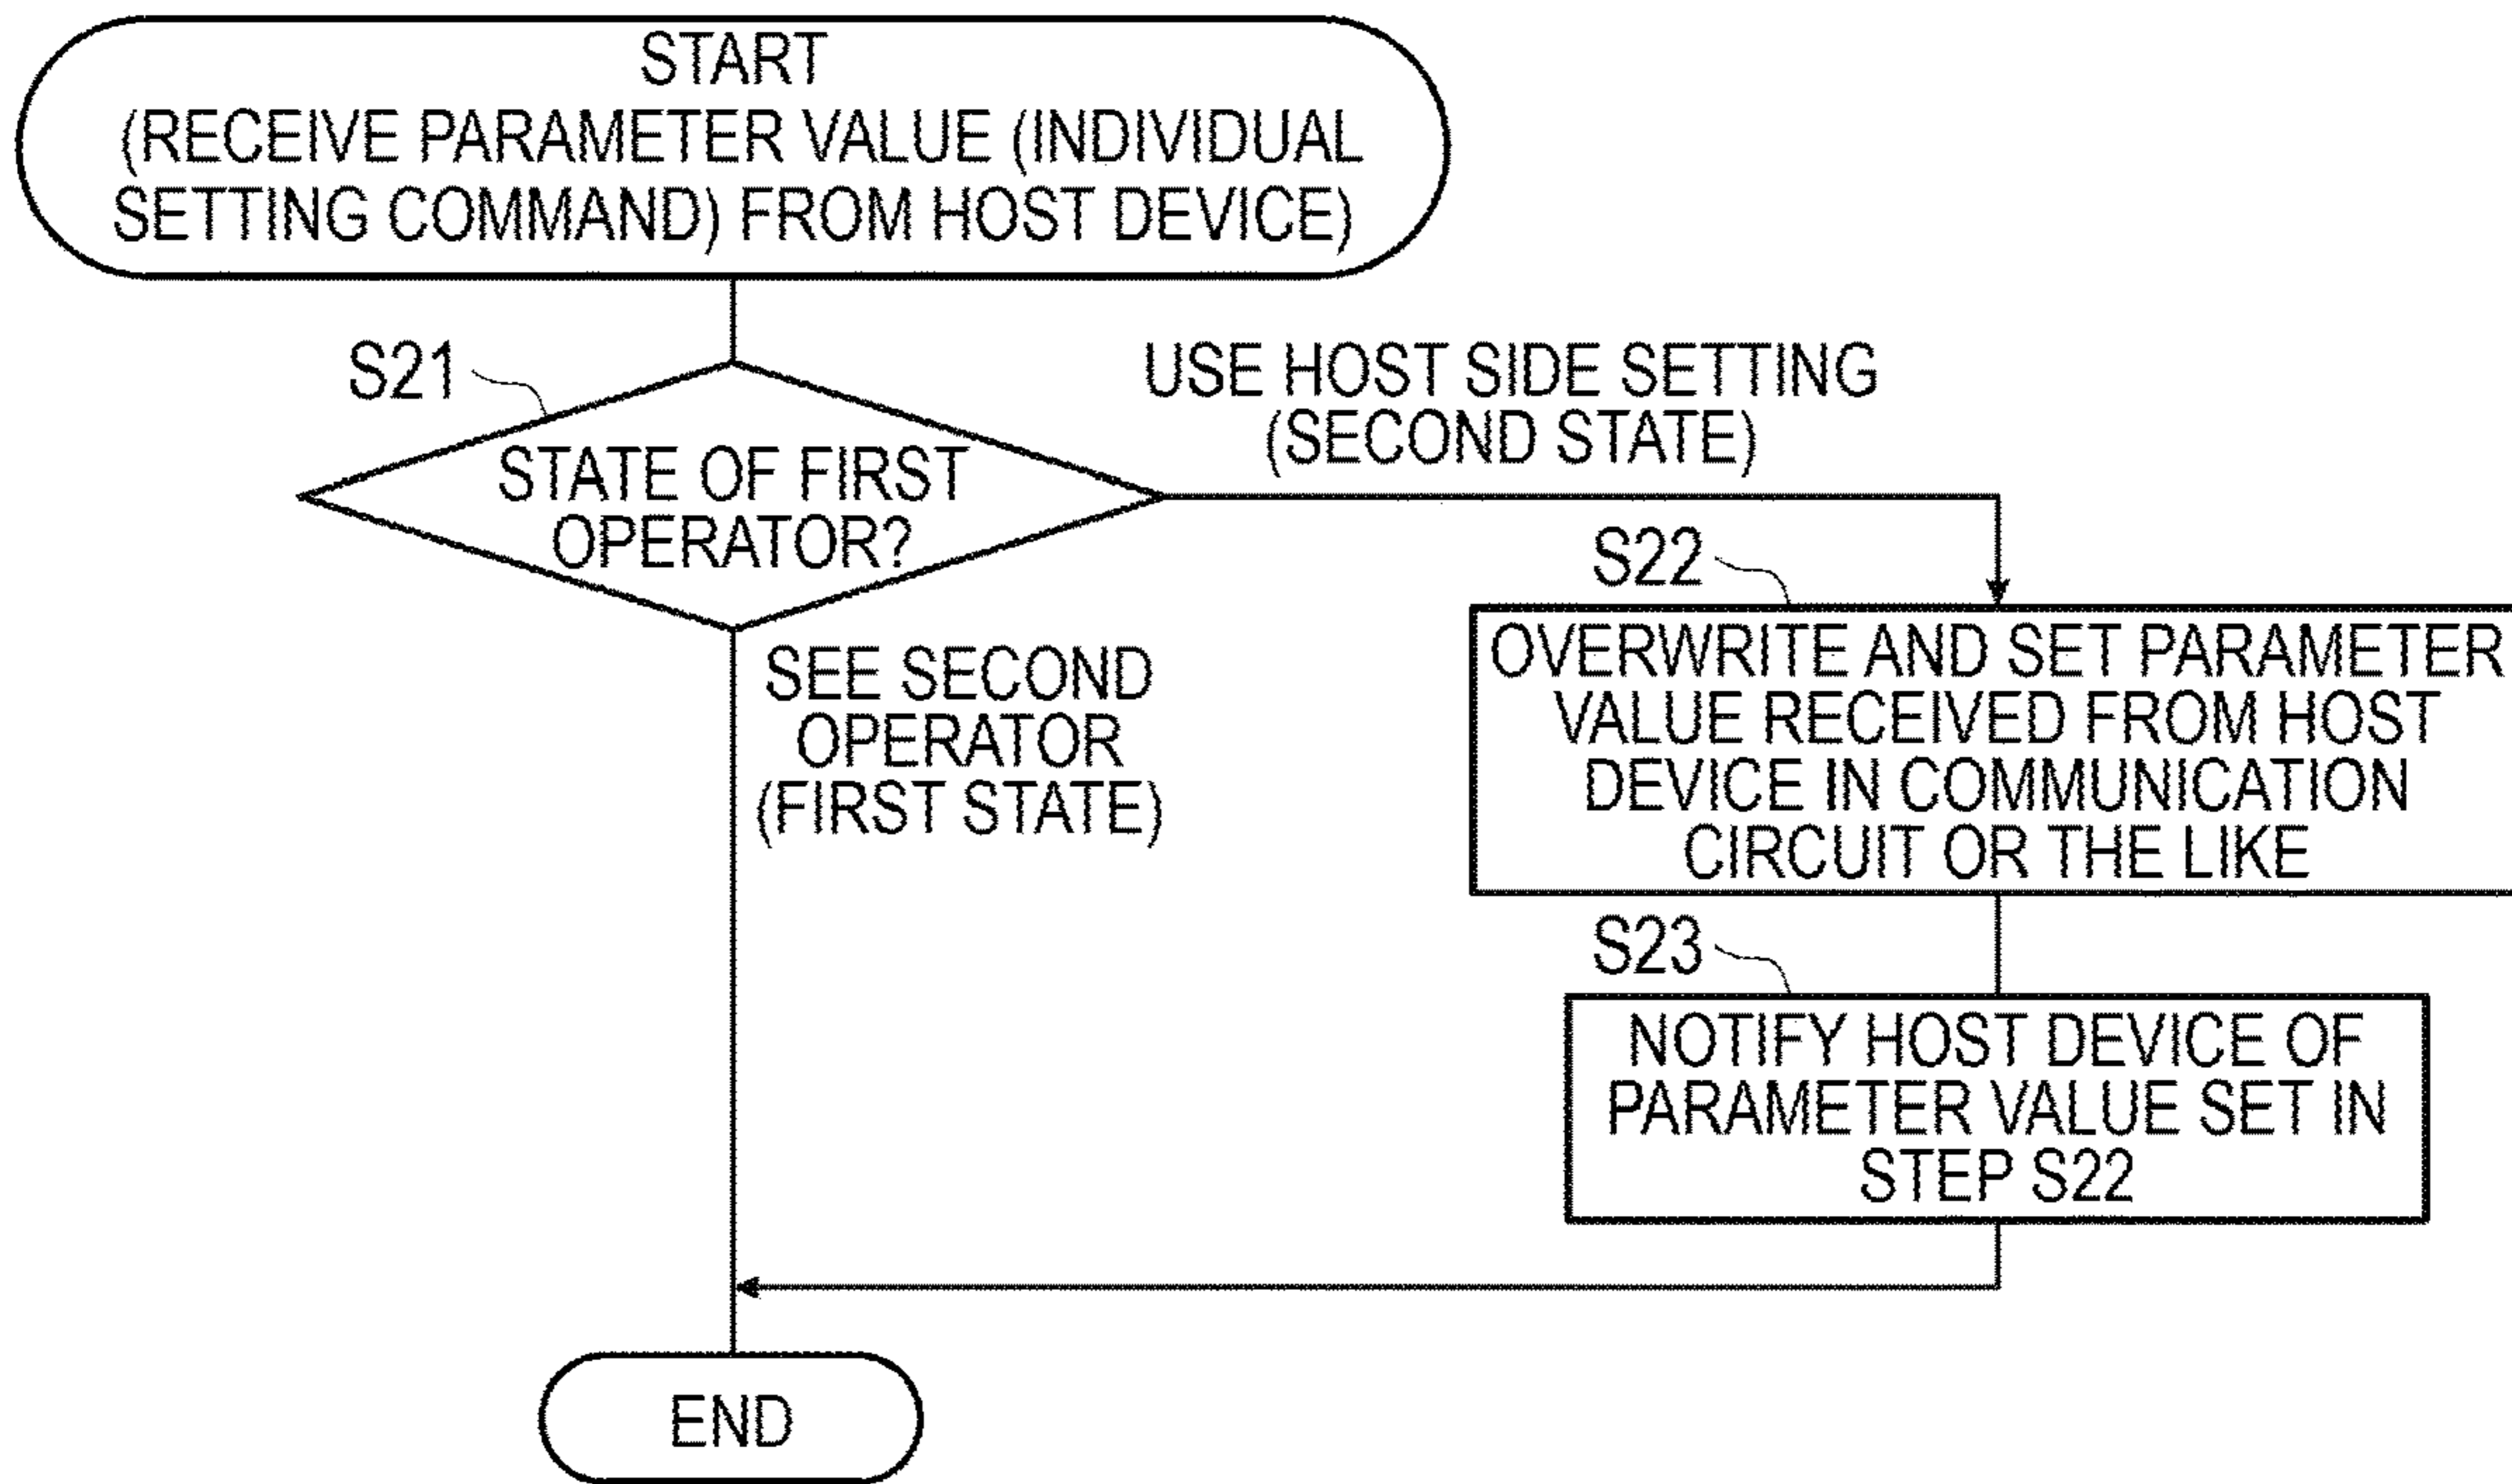 START
(RECEIVE PARAMETER VALUE (INDIVIDUAL
SETTING COMMAND) FROM HOST DEVICE)
S21
STATE OF FIRST
OPERATOR?
USE HOST SIDE SETTING
(SECOND STATE)
SEE SECOND
OPERATOR
(FIRST STATE)
S22
OVERWRITE AND SET PARAMETER
VALUE RECEIVED FROM HOST
DEVICE IN COMMUNICATION
CIRCUIT OR THE LIKE
S23
NOTIFY HOST DEVICE OF
PARAMETER VALUE SET IN
STEP S22
END